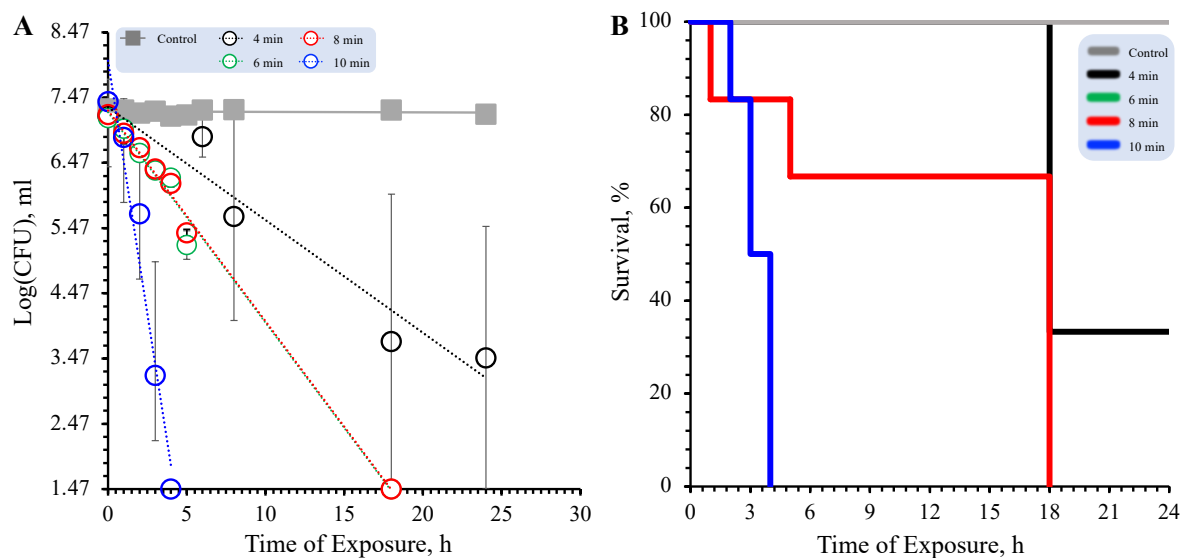 A
8.47
7.47
6.47
5.47
4.47
3.47
2.47
1.47
Log(CFU), ml
Control
4 min
8 min
6 min
10 min
0
5
10
15
20
25
30
Time of Exposure, h
B
100
80
60
40
20
0
Survival, %
Control
4 min
6 min
8 min
10 min
0
3
6
9
12
15
18
21
24
Time of Exposure, h